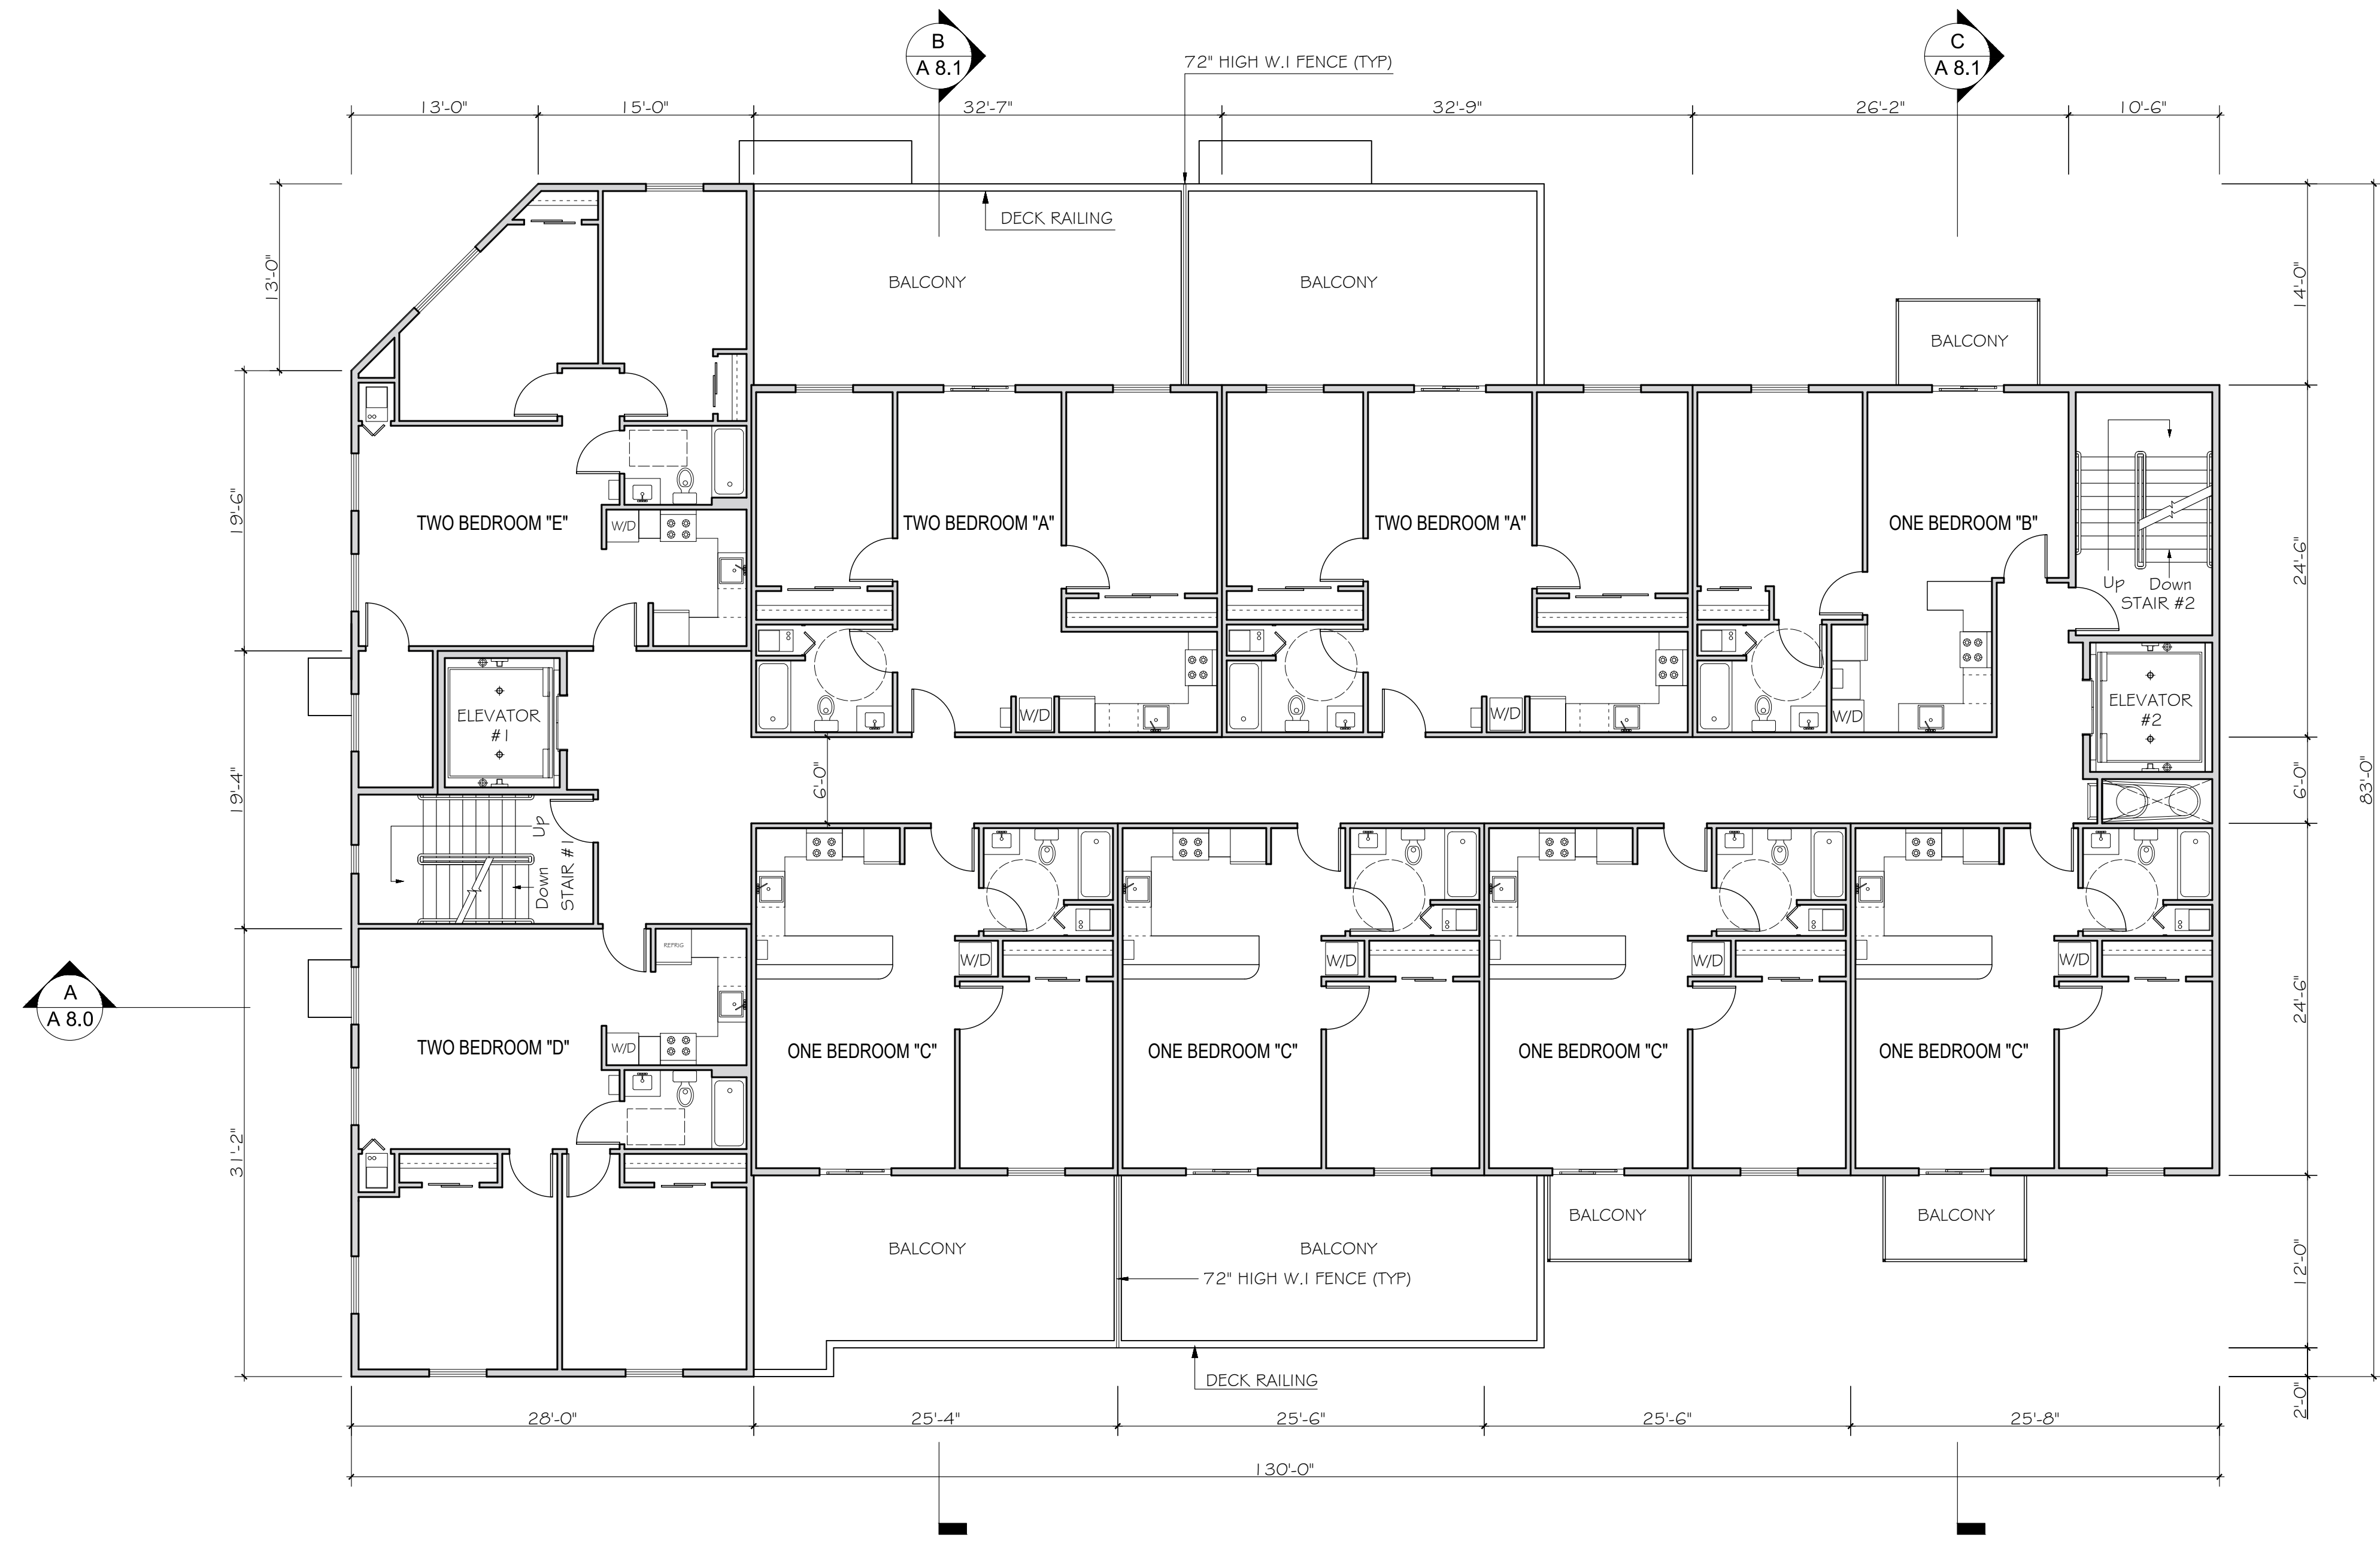 B
A 8.1
C
A 8.1
72" HIGH W.I FENCE (TYP)
13'-0"
15'-0"
32'-7"
32'-9"
26'-2"
10'-6"
DECK RAILING
13'-0"
14'-0"
BALCONY
BALCONY
BALCONY
19'-6"
TWO BEDROOM "E"
W/D
TWO BEDROOM "A"
TWO BEDROOM "A"
ONE BEDROOM "B"
24'-6"
Up
Down
STAIR #2
ELEVATOR
#1
W/D
W/D
W/D
ELEVATOR
#2
19'-4"
6'-0"
6'-0"
83'-0"
Up
Down
STAIR #1
REFRIG
W/D
W/D
W/D
W/D
A
A 8.0
24'-6"
TWO BEDROOM "D"
W/D
ONE BEDROOM "C"
ONE BEDROOM "C"
ONE BEDROOM "C"
ONE BEDROOM "C"
31'-2"
BALCONY
BALCONY
BALCONY
BALCONY
72" HIGH W.I FENCE (TYP)
12'-0"
DECK RAILING
2'-0"
28'-0"
25'-4"
25'-6"
25'-6"
25'-8"
130'-0"